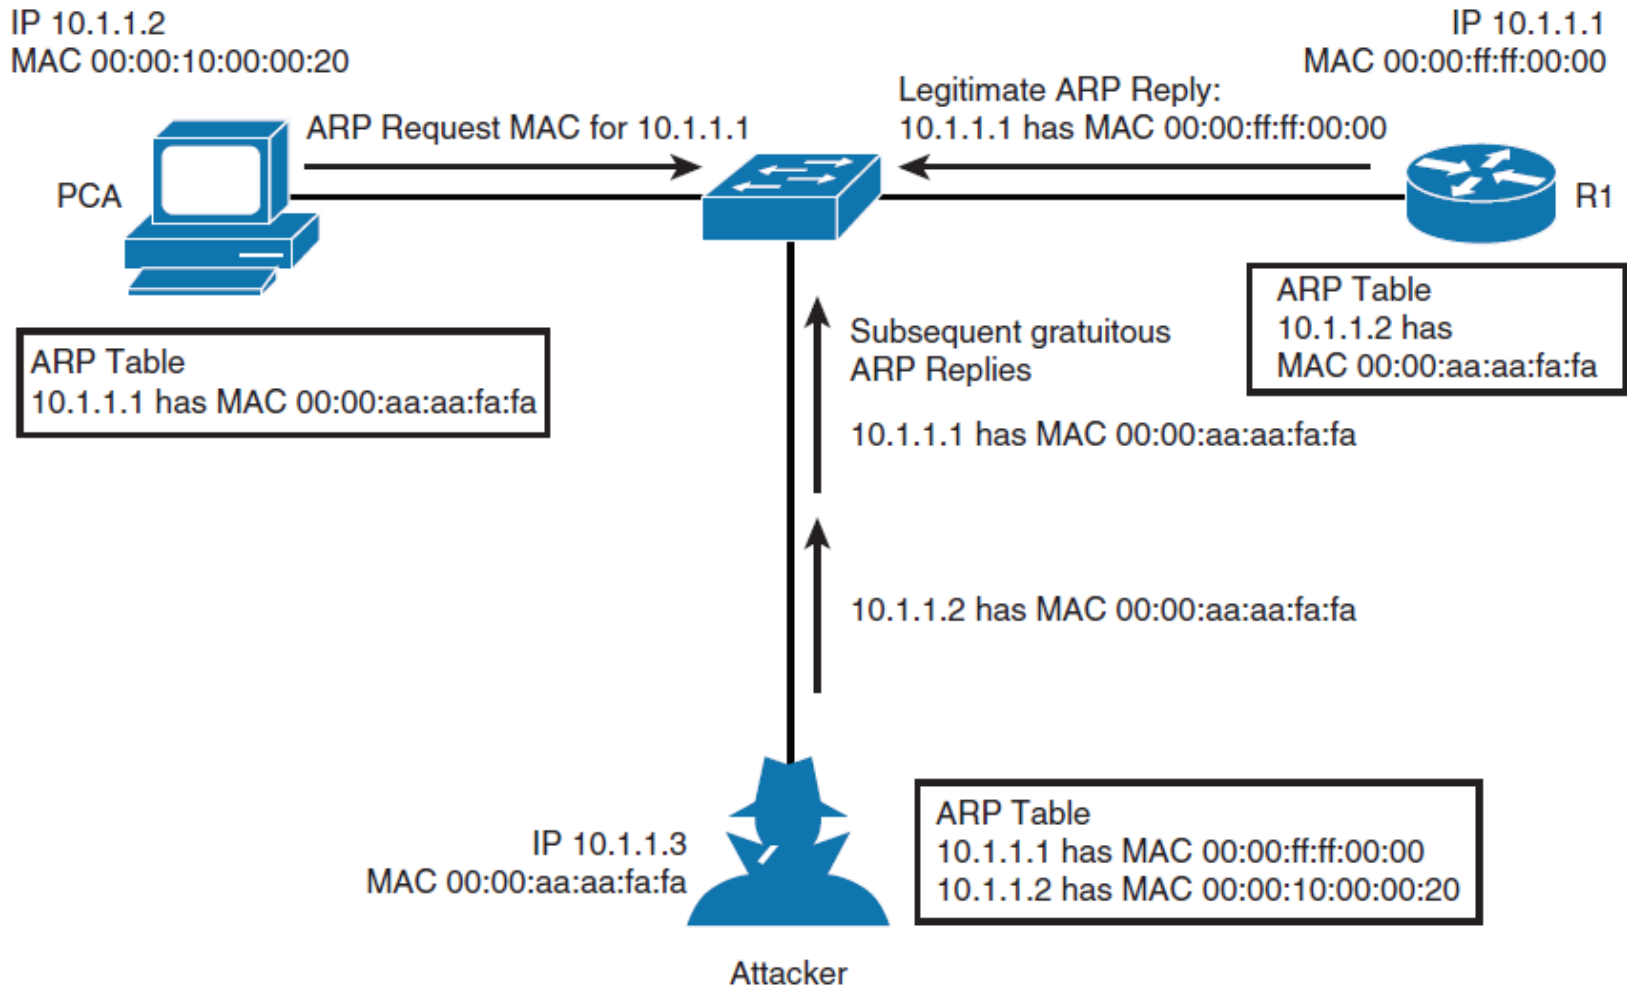 IP 10.1.1.2
MAC 00:00:10:00:00:20
IP 10.1.1.1
MAC 00:00:ff:ff:00:00
ARP Request MAC for 10.1.1.1
Legitimate ARP Reply:
10.1.1.1 has MAC 00:00:ff:ff:00:00
PCA
R1
ARP Table
10.1.1.1 has MAC 00:00:aa:aa:fa:fa
ARP Table
10.1.1.2 has
MAC 00:00:aa:aa:fa:fa
Subsequent gratuitous
ARP Replies
10.1.1.1 has MAC 00:00:aa:aa:fa:fa
10.1.1.2 has MAC 00:00:aa:aa:fa:fa
IP 10.1.1.3
MAC 00:00:aa:aa:fa:fa
ARP Table
10.1.1.1 has MAC 00:00:ff:ff:00:00
10.1.1.2 has MAC 00:00:10:00:00:20
Attacker